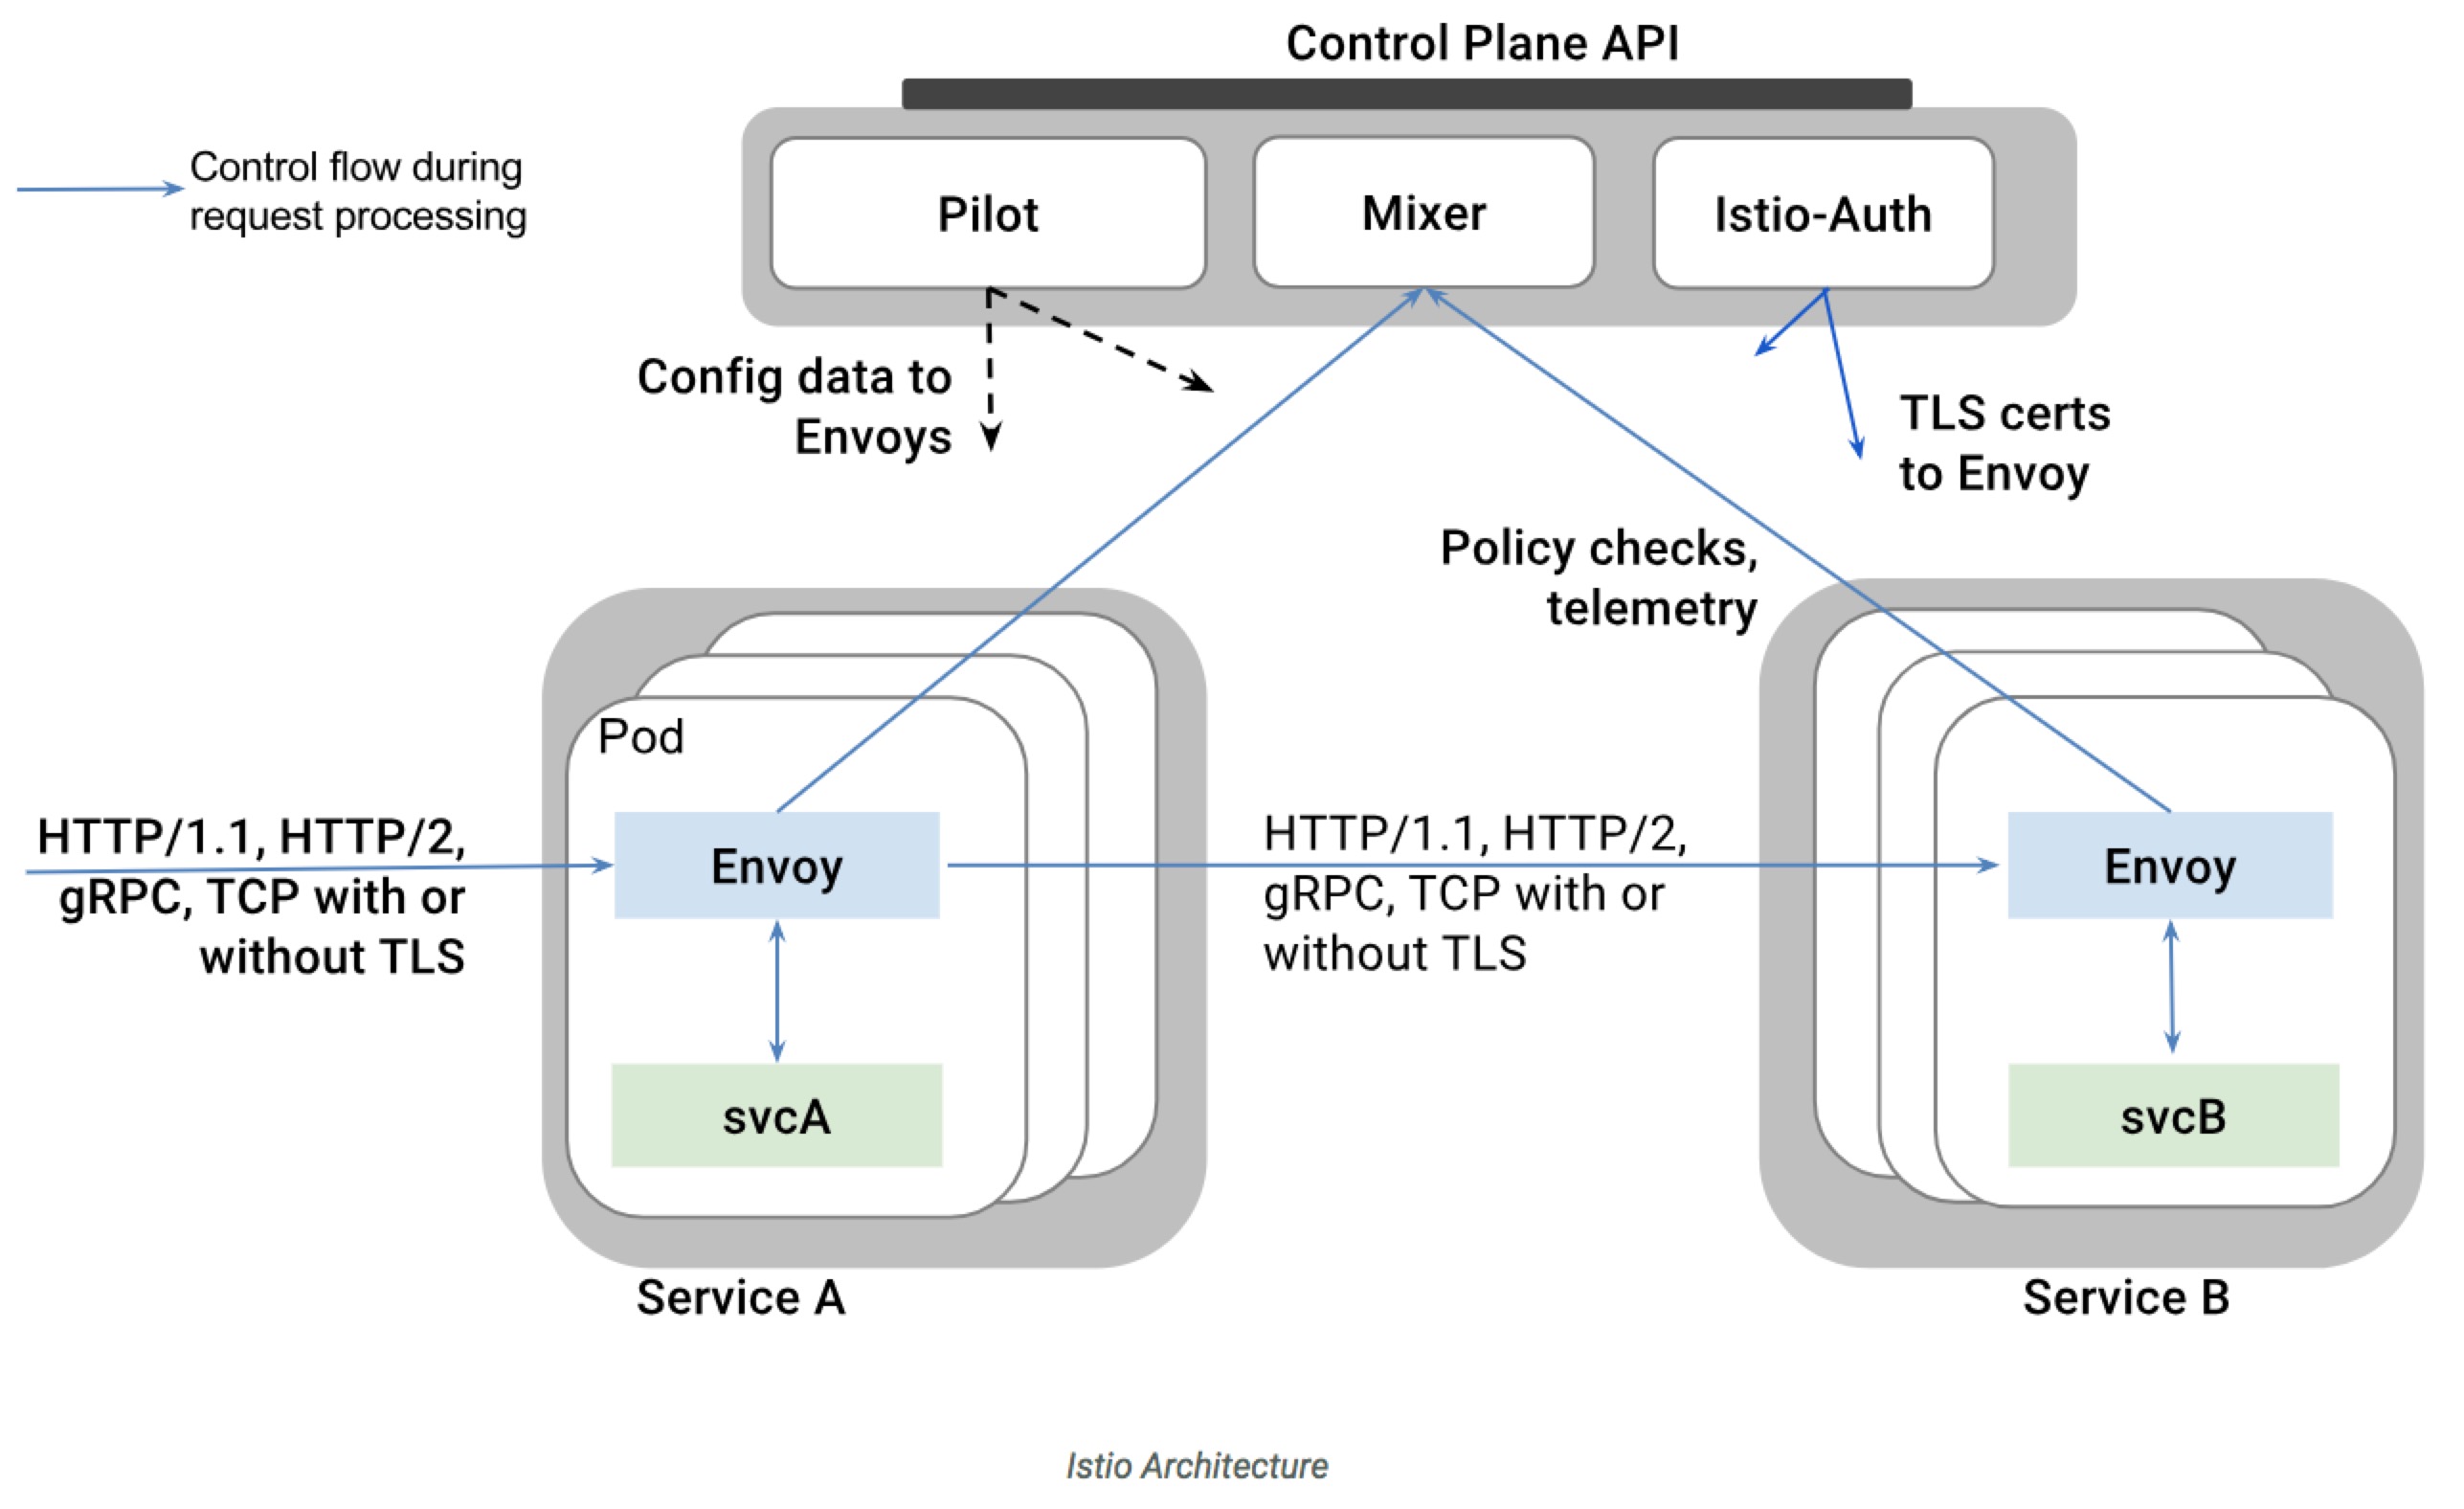 Control Plane API
Control flow during
request processing
Pilot
Mixer
Istio-Auth
Config data to
Envoys
TLS certs
to Envoy
Policy checks,
telemetry
Pod
HTTP/1.1, HTTP/2,
gRPC, TCP with or
without TLS
Envoy
HTTP/1.1, HTTP/2,
gRPC, TCP with or
without TLS
Envoy
svcA
svcB
Service A
Service B
Istio Architecture